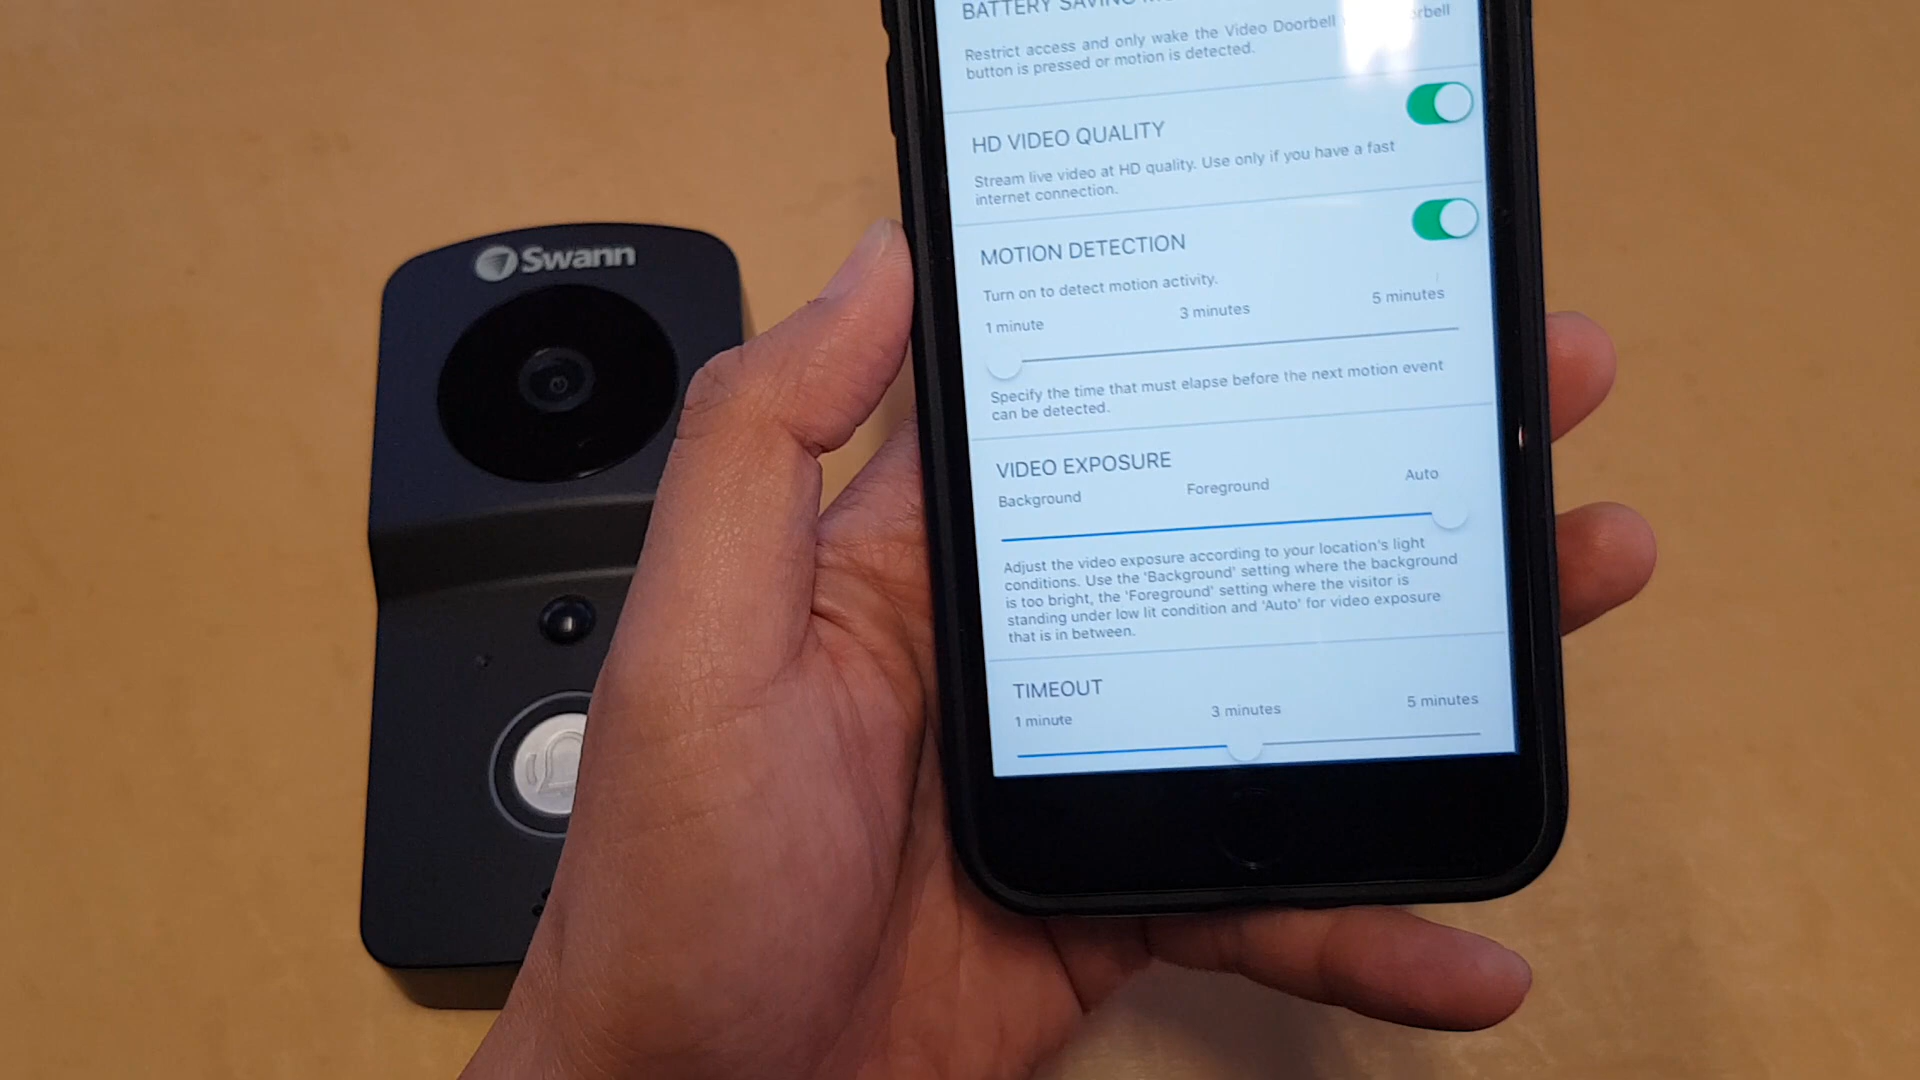 Swann
BATTERY SAVING
Restrict access and only wake the Video Doorbell
button is pressed or motion is detected.
HD VIDEO QUALITY
Stream live video at HD quality. Use only if you have a fast
internet connection.
MOTION DETECTION
Turn on to detect motion activity.
1 minute 3 minutes 5 minutes
Specify the time that must elapse before the next motion event
can be detected.
VIDEO EXPOSURE
Background Foreground Auto
Adjust the video exposure according to your location's light
conditions. Use the 'Background' setting where the background
is too bright, the 'Foreground' setting where the visitor is
standing under low lit condition and 'Auto' for video exposure
that is in between.
TIMEOUT
1 minute 3 minutes 5 minutes